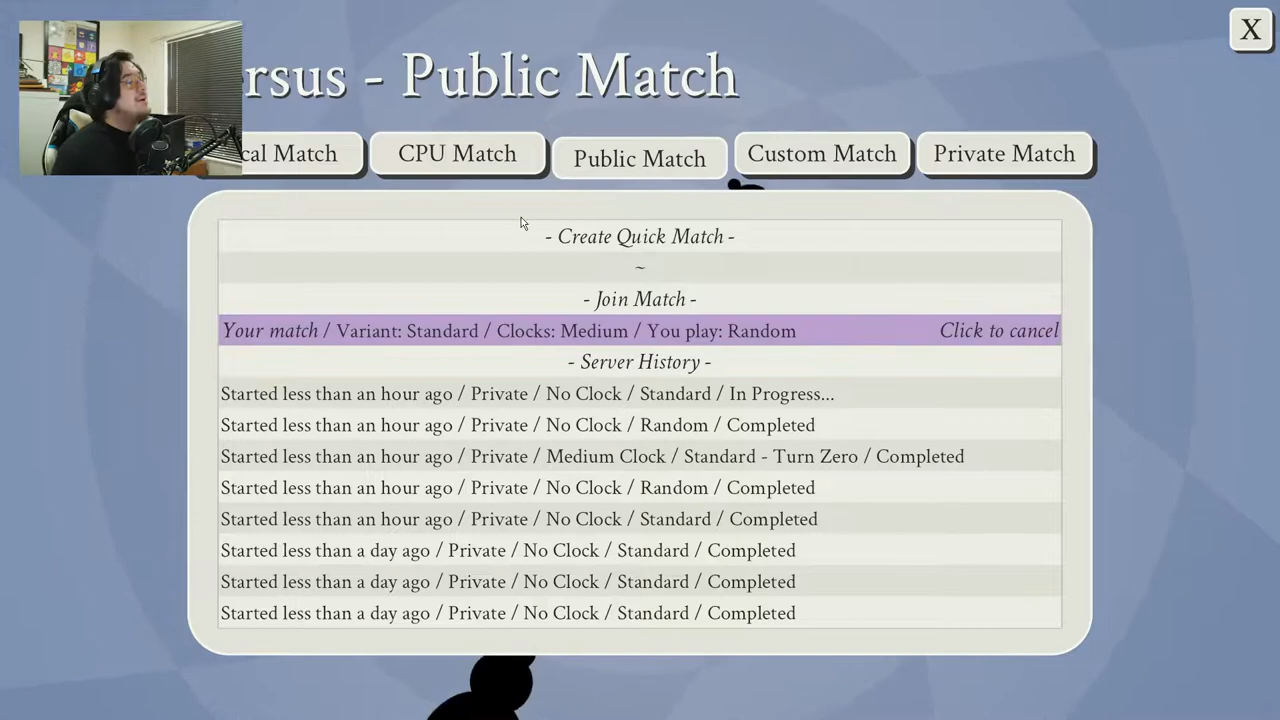 X
rsus - Public Match
cal Match
CPU Match
Public Match
Custom Match
Private Match
- Create Quick Match -
~
- Join Match -
Your match / Variant: Standard / Clocks: Medium / You play: Random Click to cancel
- Server History -
Started less than an hour ago / Private / No Clock / Standard / In Progress...
Started less than an hour ago / Private / No Clock / Random / Completed
Started less than an hour ago / Private / Medium Clock / Standard - Turn Zero / Completed
Started less than an hour ago / Private / No Clock / Random / Completed
Started less than an hour ago / Private / No Clock / Standard / Completed
Started less than a day ago / Private / No Clock / Standard / Completed
Started less than a day ago / Private / No Clock / Standard / Completed
Started less than a day ago / Private / No Clock / Standard / Completed